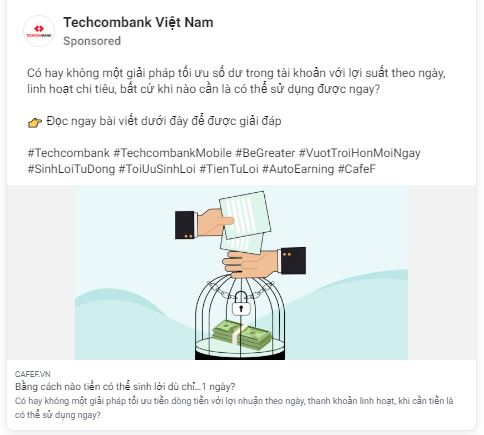 TECHCOMBANK
Techcombank Việt Nam
Sponsored
Có hay không một giải pháp tối ưu số dư trong tài khoản với lợi suất theo ngày,
linh hoạt chi tiêu, bất cứ khi nào cần là có thể sử dụng được ngay?
👉 Đọc ngay bài viết dưới đây để được giải đáp
#Techcombank #TechcombankMobile #BeGreater #VuotTroiHonMoiNgay
#SinhLoiTuDong #ToiUuSinhLoi #TienTuLoi #AutoEarning #CafeF
CAFEF.VN
Bằng cách nào tiền có thể sinh lời dù chỉ...1 ngày?
Có hay không một giải pháp tối ưu tiền dòng tiền với lợi nhuận theo ngày, thanh khoản linh hoạt, khi cần tiền là
có thể sử dụng ngay?